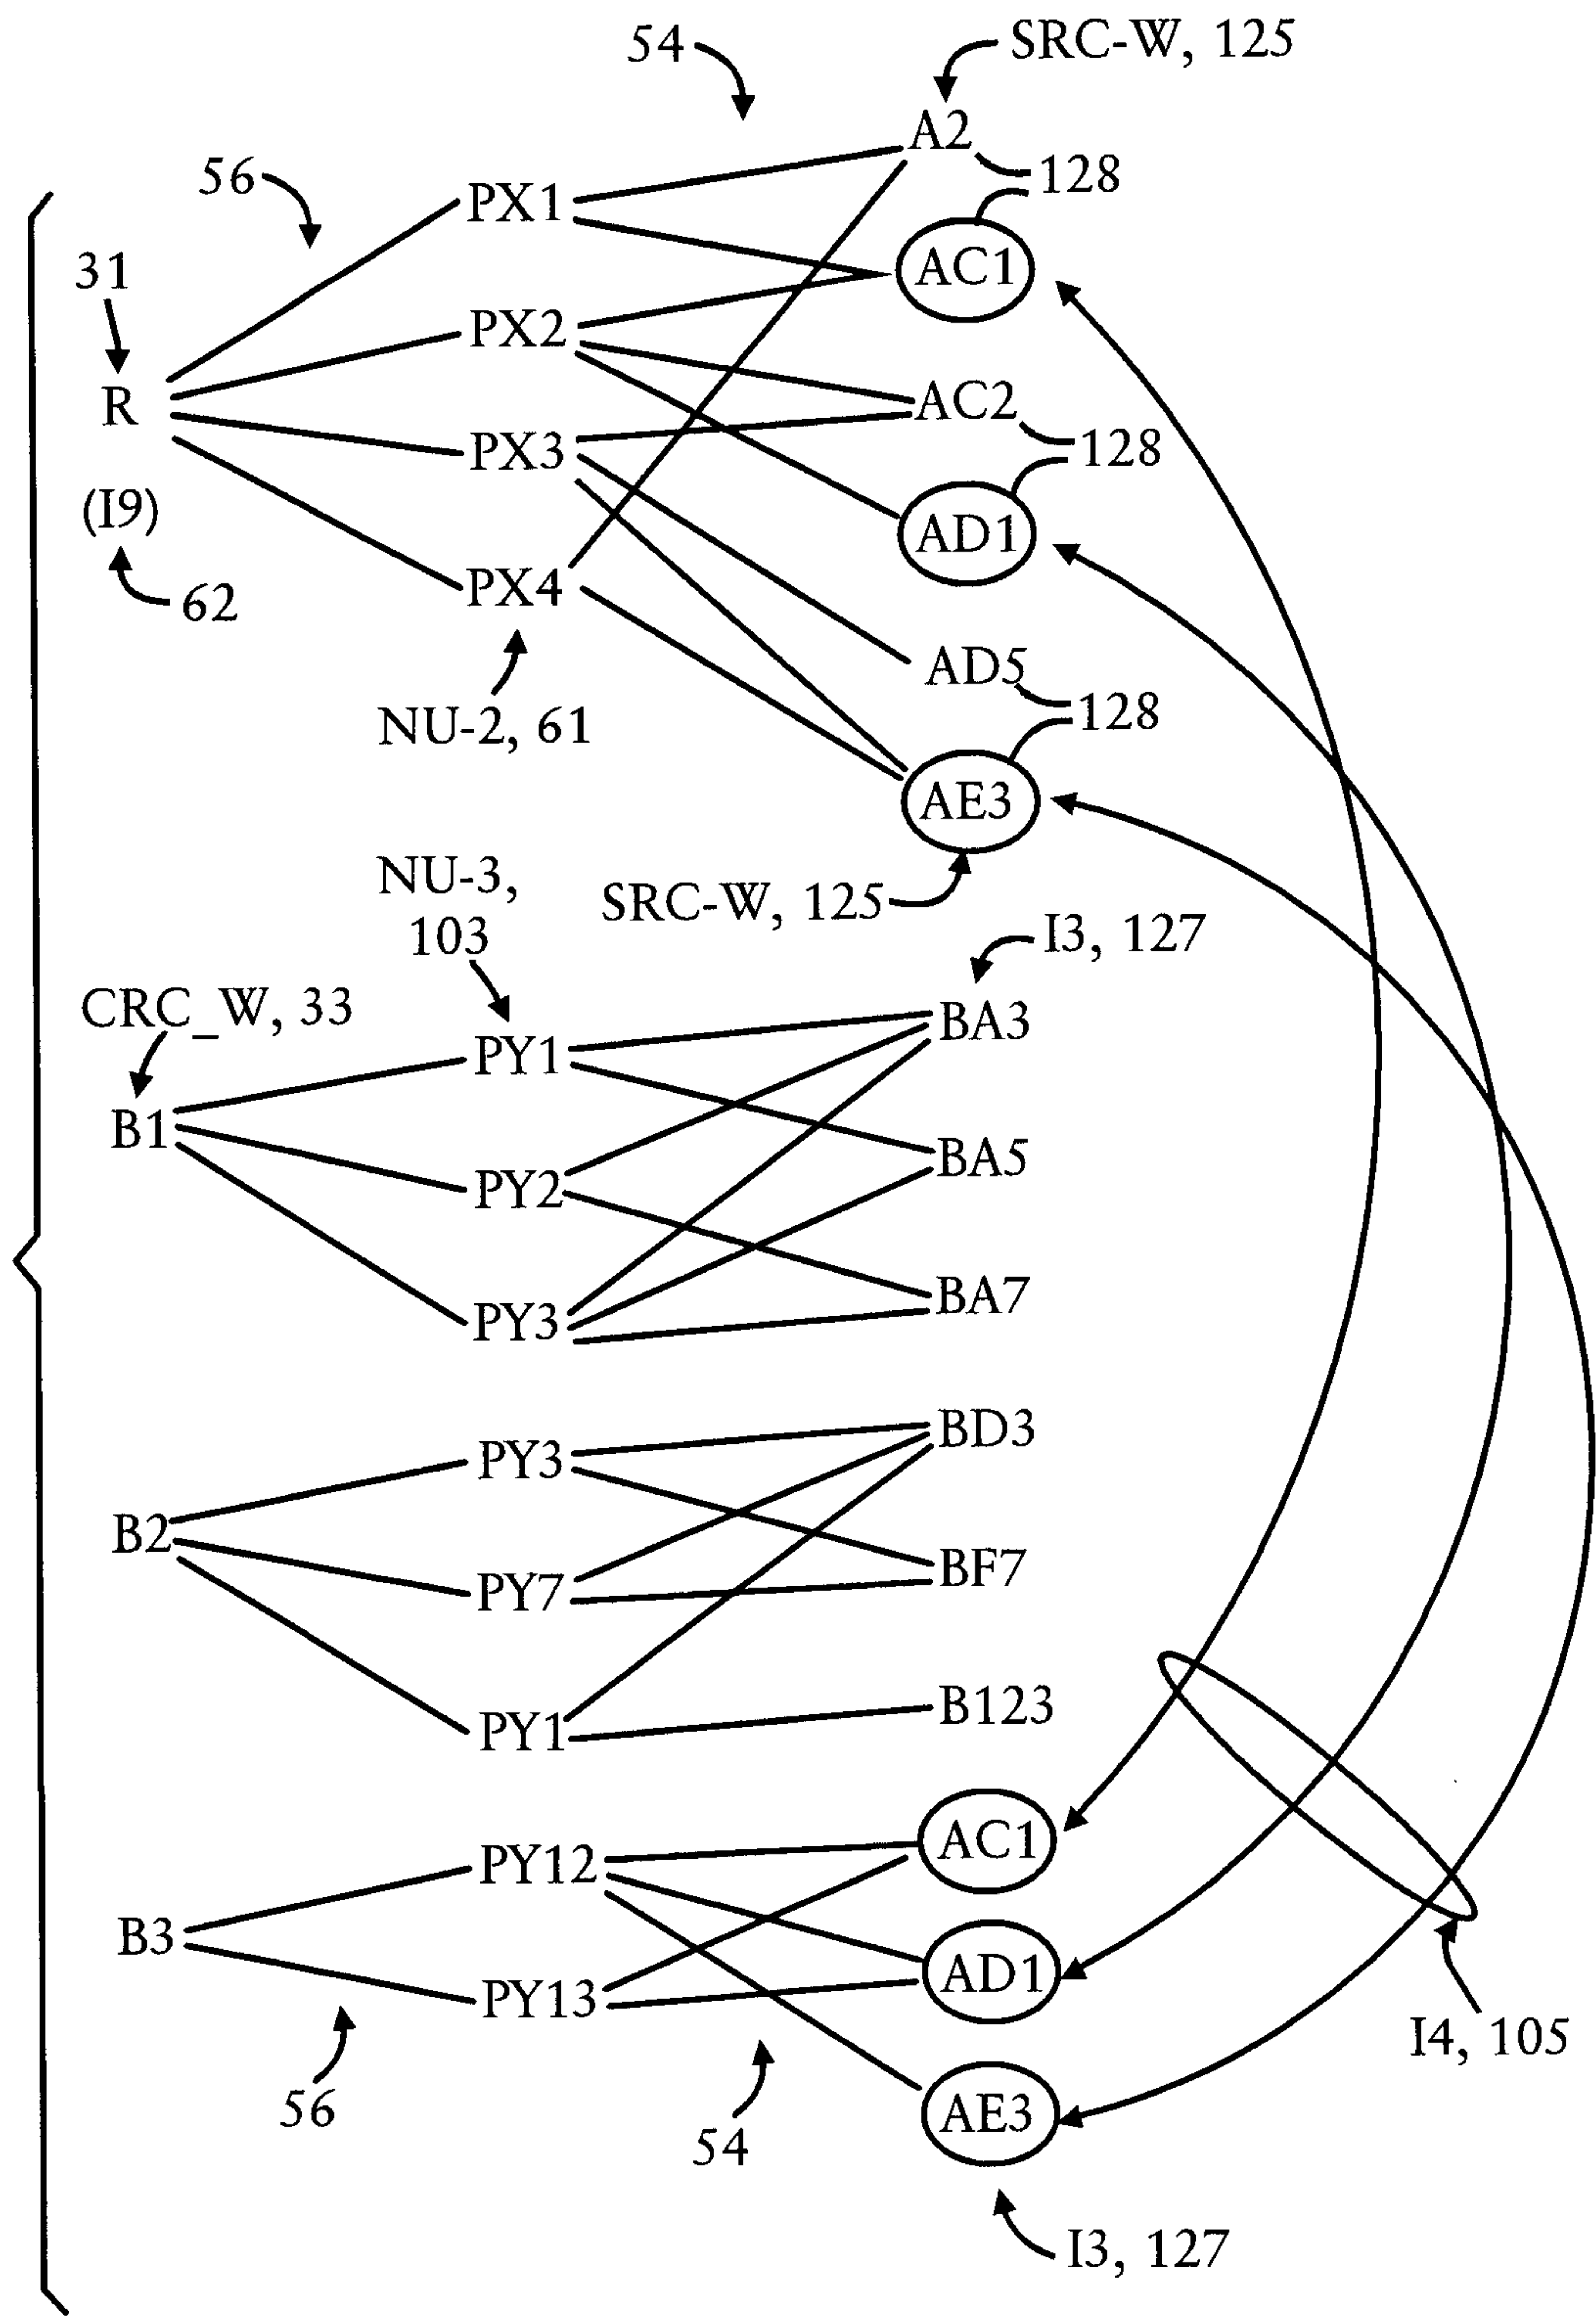 54
SRC-W, 125
A2
56
128
PX1
31
AC1
PX2
R
AC2
PX3
128
(I9)
AD1
62
PX4
AD5
NU-2, 61
128
AE3
NU-3,
103
SRC-W, 125
I3, 127
CRC_W, 33
BA3
PY1
B1
BA5
PY2
BA7
PY3
BD3
PY3
B2
BF7
PY7
B123
PY1
AC1
PY12
B3
AD1
PY13
I4, 105
56
AE3
54
I3, 127